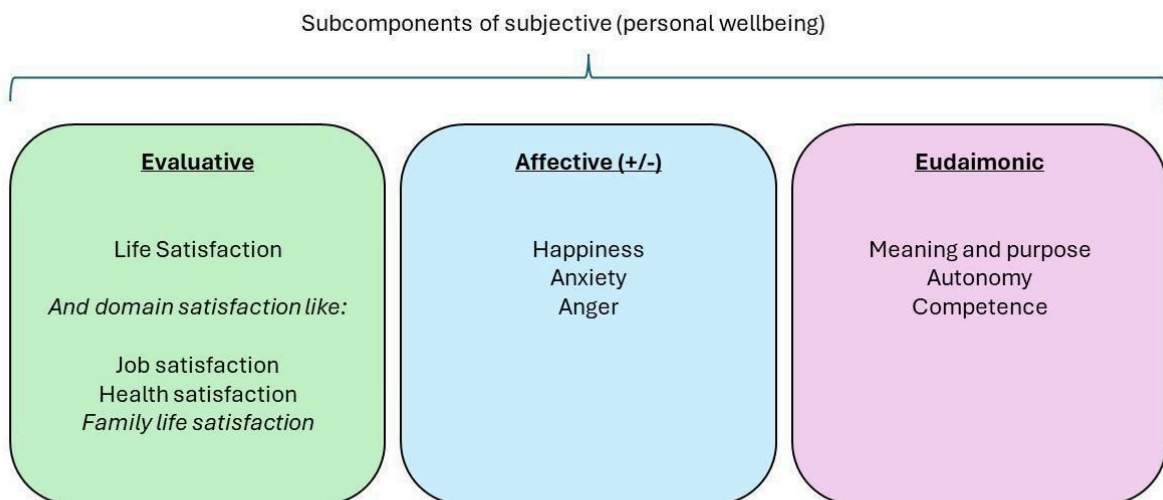 Subcomponents of subjective (personal wellbeing)
Evaluative
Life Satisfaction
And domain satisfaction like:
Job satisfaction
Health satisfaction
Family life satisfaction
Affective (+/-)
Happiness
Anxiety
Anger
Eudaimonic
Meaning and purpose
Autonomy
Competence